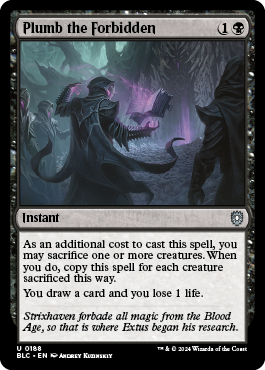 Plumb the Forbidden 1
Instant
As an additional cost to cast this spell, you
may sacrifice one or more creatures. When
you do, copy this spell for each creature
sacrificed this way.
You draw a card and you lose 1 life.
Strixhaven forbade all magic from the Blood
Age, so that is where Extus began his research.
U 0188
BLC • EN Andrey Kuzinskiy
™ & © 2024 Wizards of the Coast